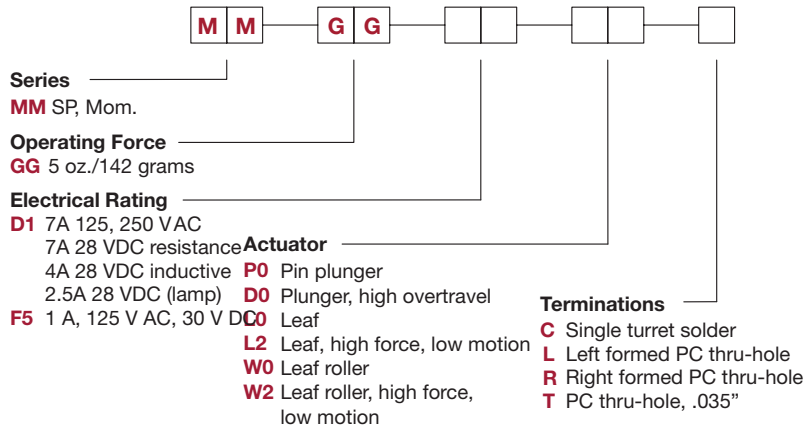 M M G G
Series
MM SP, Mom.
Operating Force
GG 5 oz./142 grams
Electrical Rating
D1 7A 125, 250 VAC
7A 28 VDC resistance
4A 28 VDC inductive
2.5A 28 VDC (lamp)
F5 1 A, 125 V AC, 30 V DC
Actuator
P0 Pin plunger
D0 Plunger, high overtravel
L0 Leaf
L2 Leaf, high force, low motion
W0 Leaf roller
W2 Leaf roller, high force,
low motion
Terminations
C Single turret solder
L Left formed PC thru-hole
R Right formed PC thru-hole
T PC thru-hole, .035”